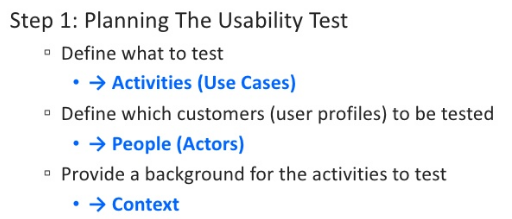 Step 1: Planning The Usability Test
▫ Define what to test
• → Activities (Use Cases)
▫ Define which customers (user profiles) to be tested
• → People (Actors)
▫ Provide a background for the activities to test
• → Context